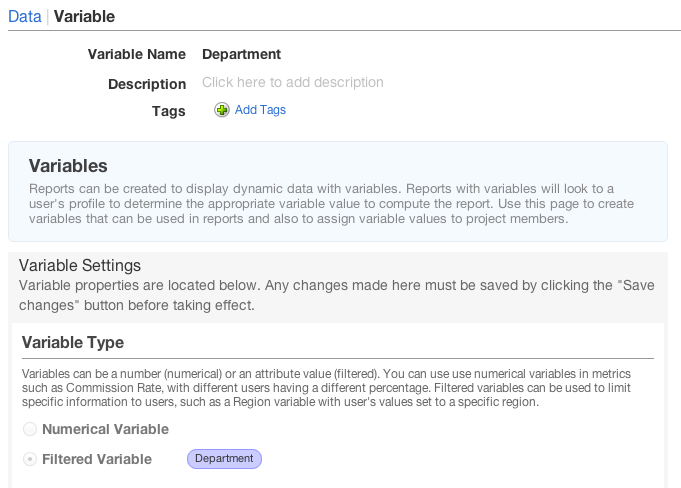 Data | Variable
Variable Name Department
Description Click here to add description
Tags Add Tags
Variables
Reports can be created to display dynamic data with variables. Reports with variables will look to a
user's profile to determine the appropriate variable value to compute the report. Use this page to create
variables that can be used in reports and also to assign variable values to project members.
Variable Settings
Variable properties are located below. Any changes made here must be saved by clicking the "Save
changes" button before taking effect.
Variable Type
Variables can be a number (numerical) or an attribute value (filtered). You can use use numerical variables in metrics
such as Commission Rate, with different users having a different percentage. Filtered variables can be used to limit
specific information to users, such as a Region variable with user's values set to a specific region.
Numerical Variable
Filtered Variable Department